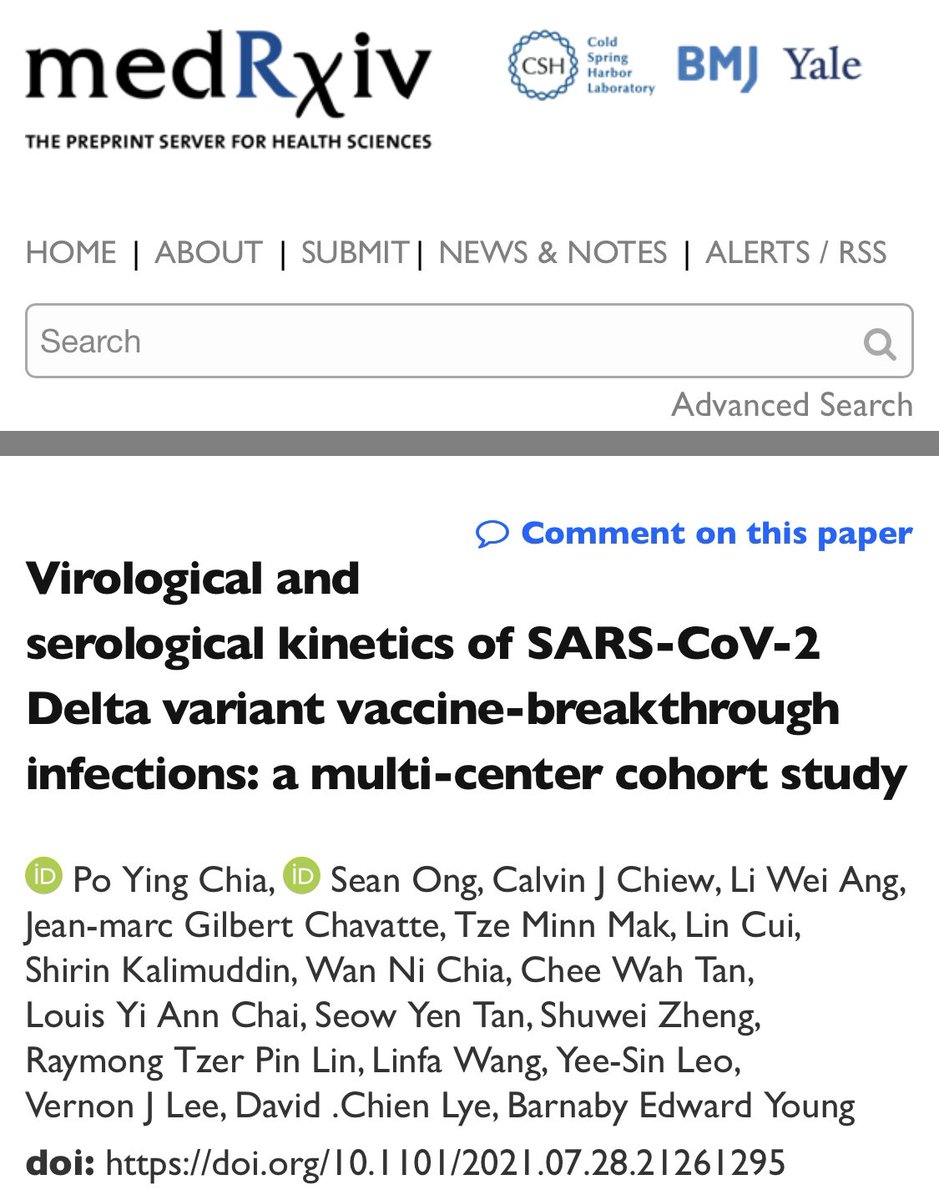 medRxiv
THE PREPRINT SERVER FOR HEALTH SCIENCES
CSH
Cold
Spring
Harbor
Laboratory
BMJ Yale
HOME | ABOUT | SUBMIT | NEWS & NOTES | ALERTS / RSS
Search
Advanced Search
Comment on this paper
Virological and
serological kinetics of SARS-CoV-2
Delta variant vaccine-breakthrough
infections: a multi-center cohort study
iD Po Ying Chia, iD Sean Ong, Calvin J Chiew, Li Wei Ang,
Jean-marc Gilbert Chavatte, Tze Minn Mak, Lin Cui,
Shirin Kalimuddin, Wan Ni Chia, Chee Wah Tan,
Louis Yi Ann Chai, Seow Yen Tan, Shuwei Zheng,
Raymong Tzer Pin Lin, Linfa Wang, Yee-Sin Leo,
Vernon J Lee, David .Chien Lye, Barnaby Edward Young
doi: https://doi.org/10.1101/2021.07.28.21261295